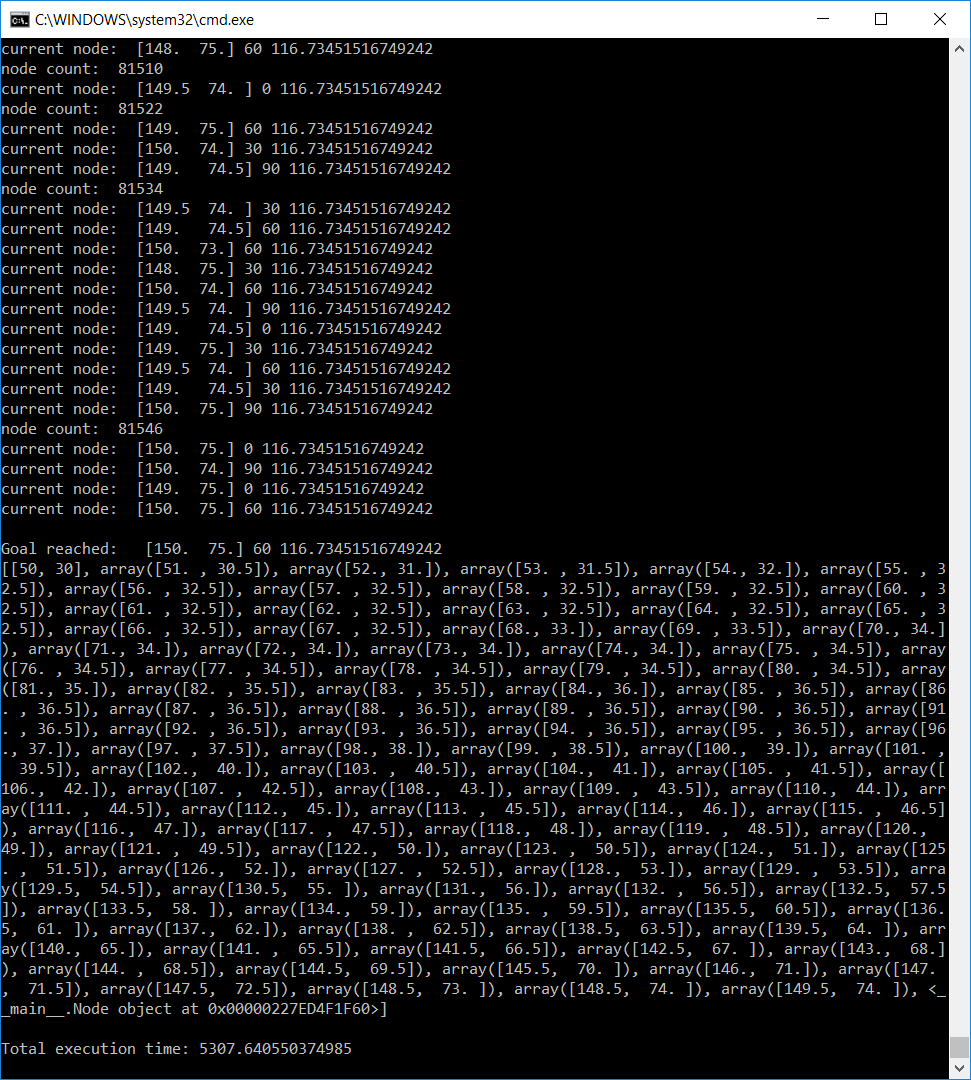 C:\WINDOWS\system32\cmd.exe
current node:  [148.  75.] 60 116.73451516749242
node count:  81510
current node:  [149.5  74. ] 0 116.73451516749242
node count:  81522
current node:  [149.  75.] 60 116.73451516749242
current node:  [150.  74.] 30 116.73451516749242
current node:  [149.   74.5] 90 116.73451516749242
node count:  81534
current node:  [149.5  74. ] 30 116.73451516749242
current node:  [149.   74.5] 60 116.73451516749242
current node:  [150.  73.] 60 116.73451516749242
current node:  [148.  75.] 30 116.73451516749242
current node:  [150.  74.] 60 116.73451516749242
current node:  [149.5  74. ] 90 116.73451516749242
current node:  [149.   74.5] 0 116.73451516749242
current node:  [149.  75.] 30 116.73451516749242
current node:  [149.5  74. ] 60 116.73451516749242
current node:  [149.   74.5] 30 116.73451516749242
current node:  [150.  75.] 90 116.73451516749242
node count:  81546
current node:  [150.  75.] 0 116.73451516749242
current node:  [150.  74.] 90 116.73451516749242
current node:  [149.  75.] 0 116.73451516749242
current node:  [150.  75.] 60 116.73451516749242
Goal reached:   [150.  75.] 60 116.73451516749242
[[50, 30], array([51. , 30.5]), array([52., 31.]), array([53. , 31.5]), array([54., 32.]), array([55. , 3
2.5]), array([56. , 32.5]), array([57. , 32.5]), array([58. , 32.5]), array([59. , 32.5]), array([60. , 3
2.5]), array([61. , 32.5]), array([62. , 32.5]), array([63. , 32.5]), array([64. , 32.5]), array([65. , 3
2.5]), array([66. , 32.5]), array([67. , 32.5]), array([68., 33.]), array([69. , 33.5]), array([70., 34.]
), array([71., 34.]), array([72., 34.]), array([73., 34.]), array([74., 34.]), array([75. , 34.5]), array
([76. , 34.5]), array([77. , 34.5]), array([78. , 34.5]), array([79. , 34.5]), array([80. , 34.5]), array
([81., 35.]), array([82. , 35.5]), array([83. , 35.5]), array([84., 36.]), array([85. , 36.5]), array([86
. , 36.5]), array([87. , 36.5]), array([88. , 36.5]), array([89. , 36.5]), array([90. , 36.5]), array([91
. , 36.5]), array([92. , 36.5]), array([93. , 36.5]), array([94. , 36.5]), array([95. , 36.5]), array([96
., 37.]), array([97. , 37.5]), array([98., 38.]), array([99. , 38.5]), array([100.,  39.]), array([101. ,
  39.5]), array([102.,  40.]), array([103. ,  40.5]), array([104.,  41.]), array([105. ,  41.5]), array([
106.,  42.]), array([107. ,  42.5]), array([108.,  43.]), array([109. ,  43.5]), array([110.,  44.]), arr
ay([111. ,  44.5]), array([112.,  45.]), array([113. ,  45.5]), array([114.,  46.]), array([115. ,  46.5]
), array([116.,  47.]), array([117. ,  47.5]), array([118.,  48.]), array([119. ,  48.5]), array([120.,  
49.]), array([121. ,  49.5]), array([122.,  50.]), array([123. ,  50.5]), array([124.,  51.]), array([125
. ,  51.5]), array([126.,  52.]), array([127. ,  52.5]), array([128.,  53.]), array([129. ,  53.5]), arra
y([129.5,  54.5]), array([130.5,  55. ]), array([131.,  56.]), array([132. ,  56.5]), array([132.5,  57.5
]), array([133.5,  58. ]), array([134.,  59.]), array([135. ,  59.5]), array([135.5,  60.5]), array([136.
5,  61. ]), array([137.,  62.]), array([138. ,  62.5]), array([138.5,  63.5]), array([139.5,  64. ]), arr
ay([140.,  65.]), array([141. ,  65.5]), array([141.5,  66.5]), array([142.5,  67. ]), array([143.,  68.]
), array([144. ,  68.5]), array([144.5,  69.5]), array([145.5,  70. ]), array([146.,  71.]), array([147. 
,  71.5]), array([147.5,  72.5]), array([148.5,  73. ]), array([148.5,  74. ]), array([149.5,  74. ]), <_
_main__.Node object at 0x00000227ED4F1F60>]
Total execution time: 5307.640550374985